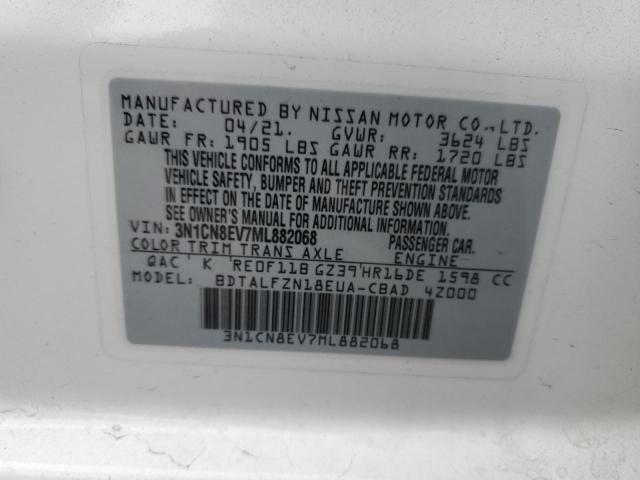 MANUFACTURED BY NISSAN MOTOR CO., LTD.
DATE: 04/21. GVWR: 3624 LBS
GAWR FR: 1905 LBS GAWR RR: 1720 LBS
THIS VEHICLE CONFORMS TO ALL APPLICABLE FEDERAL MOTOR
VEHICLE SAFETY, BUMPER AND THEFT PREVENTION STANDARDS
IN EFFECT ON THE DATE OF MANUFACTURE SHOWN ABOVE.
SEE OWNER'S MANUAL FOR ADDITIONAL INFORMATION.
VIN: 3N1CN8EV7ML882068 PASSENGER CAR.
COLOR TRIM TRANS AXLE ENGINE
QAC K RE0F11B GZ39 HR16DE 1598 CC
MODEL: BDTALFZN18EUA-CBAD 4Z000
3N1CN8EV7ML882068